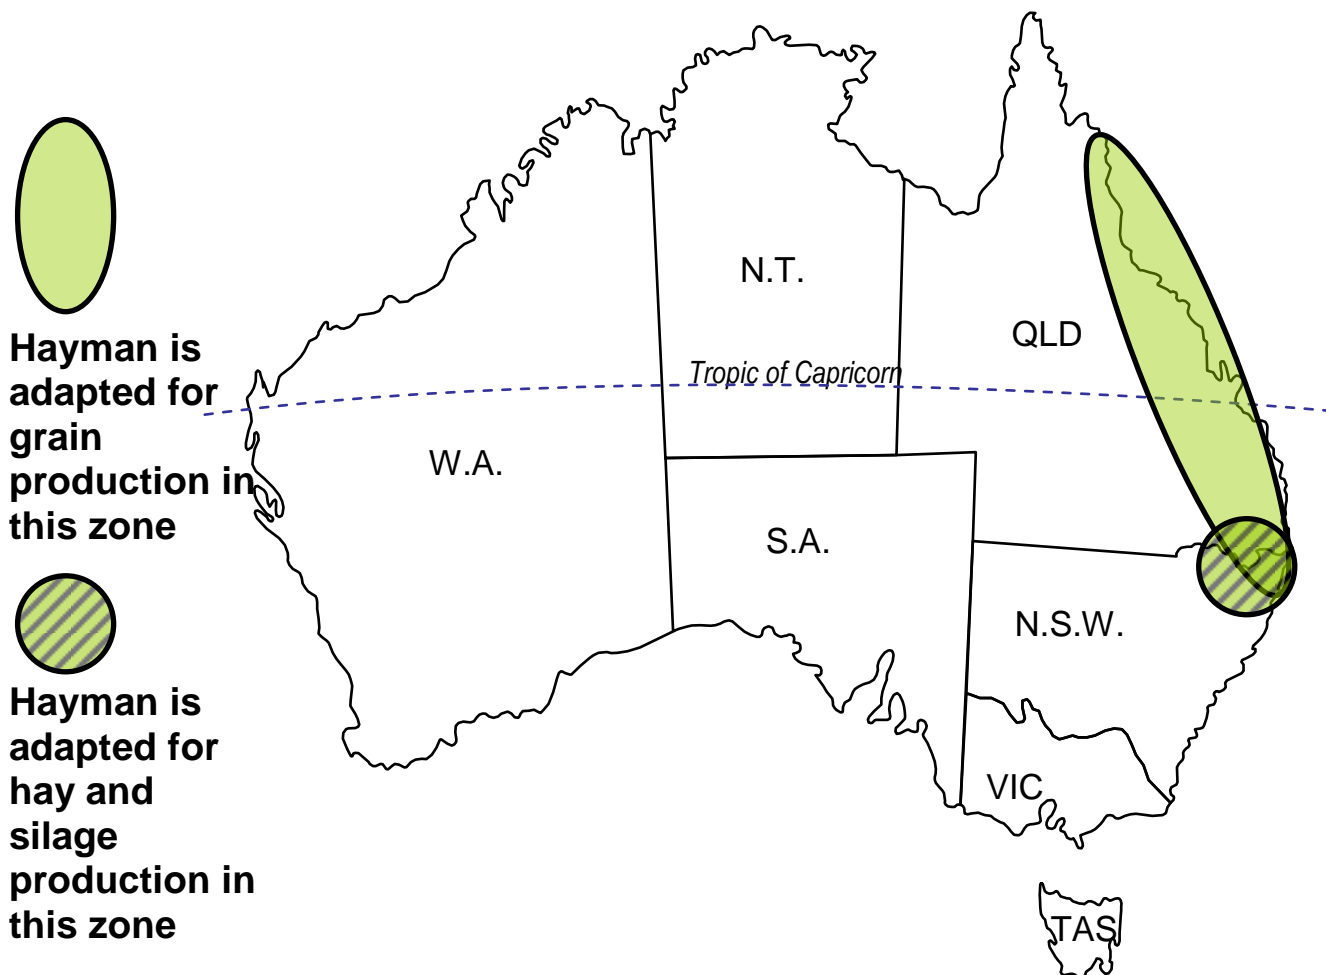 Hayman is
adapted for
grain
production in
this zone
Hayman is
adapted for
hay and
silage
production in
this zone
N.T.
QLD
Tropic of Capricorn
W.A.
S.A.
N.S.W.
VIC
TAS